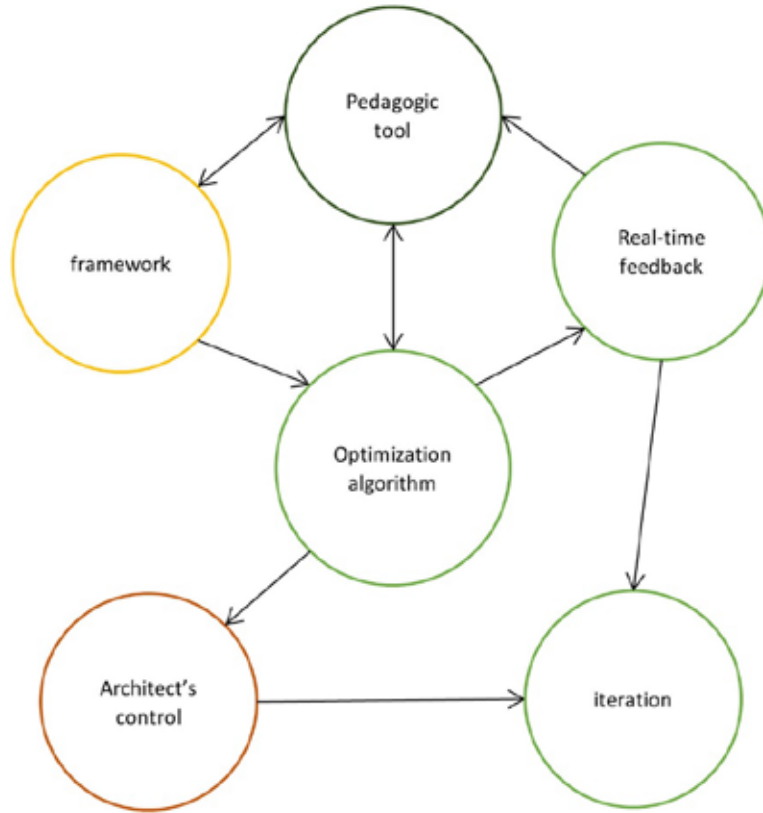 Pedagogic
tool
framework
Real-time
feedback
Optimization
algorithm
Architect's
control
iteration